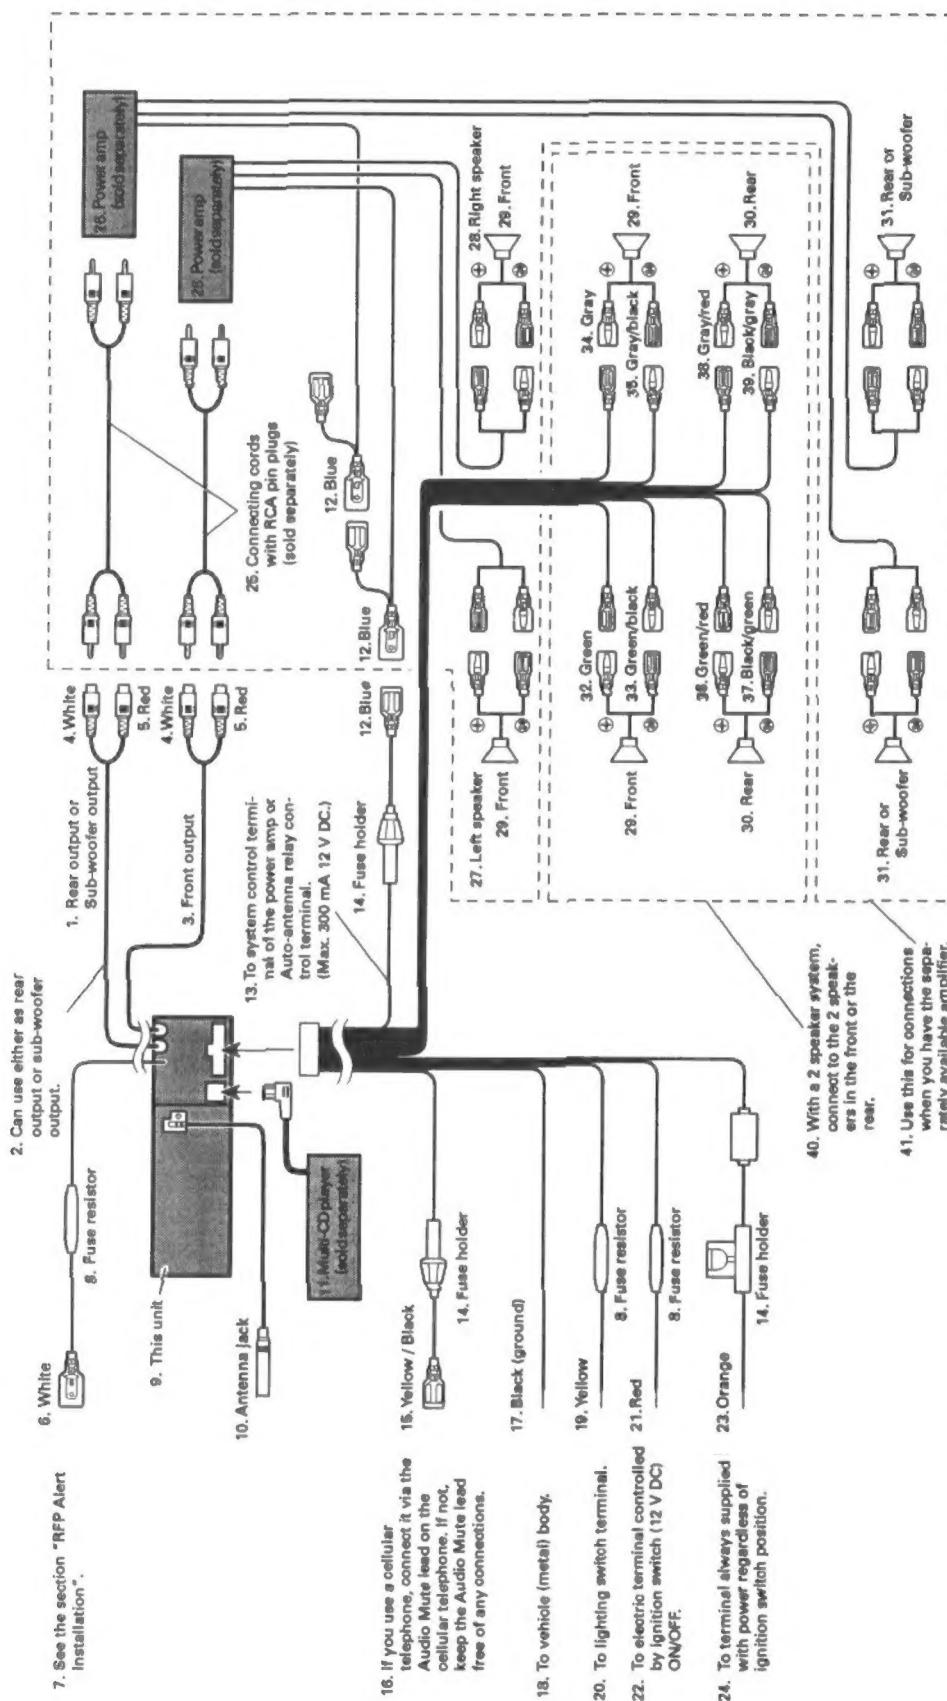 7. See the section "RFP Alert
Installation".
6. White
8. Fuse resistor
2. Can use either as rear
output or sub-woofer
output.
1. Rear output or
Sub-woofer output
3. Front output
4. White
5. Red
4. White
5. Red
9. This unit
10. Antenna jack
11. Multi-CD player
(sold separately)
13. To system control termi-
nal of the power amp or
Auto-antenna relay con-
trol terminal.
(Max. 300 mA 12 V DC.)
14. Fuse holder
12. Blue
12. Blue
12. Blue
25. Connecting cords
with RCA pin plugs
(sold separately)
26. Power amp
(sold separately)
26. Power amp
(sold separately)
16. If you use a cellular
telephone, connect it via the
Audio Mute lead on the
cellular telephone. If not,
keep the Audio Mute lead
free of any connections.
15. Yellow / Black
14. Fuse holder
18. To vehicle (metal) body.
17. Black (ground)
20. To lighting switch terminal.
19. Yellow
8. Fuse resistor
22. To electric terminal controlled
by ignition switch (12 V DC)
ON/OFF.
21. Red
8. Fuse resistor
24. To terminal always supplied
with power regardless of
ignition switch position.
23. Orange
14. Fuse holder
27. Left speaker
29. Front
28. Right speaker
29. Front
29. Front
32. Green
33. Green/black
34. Gray
35. Gray/black
29. Front
30. Rear
36. Green/red
37. Black/green
38. Gray/red
39. Black/gray
30. Rear
31. Rear or
Sub-woofer
31. Rear or
Sub-woofer
40. With a 2 speaker system,
connect to the 2 speak-
ers in the front or the
rear.
41. Use this for connections
when you have the sepa-
rately available amplifier.